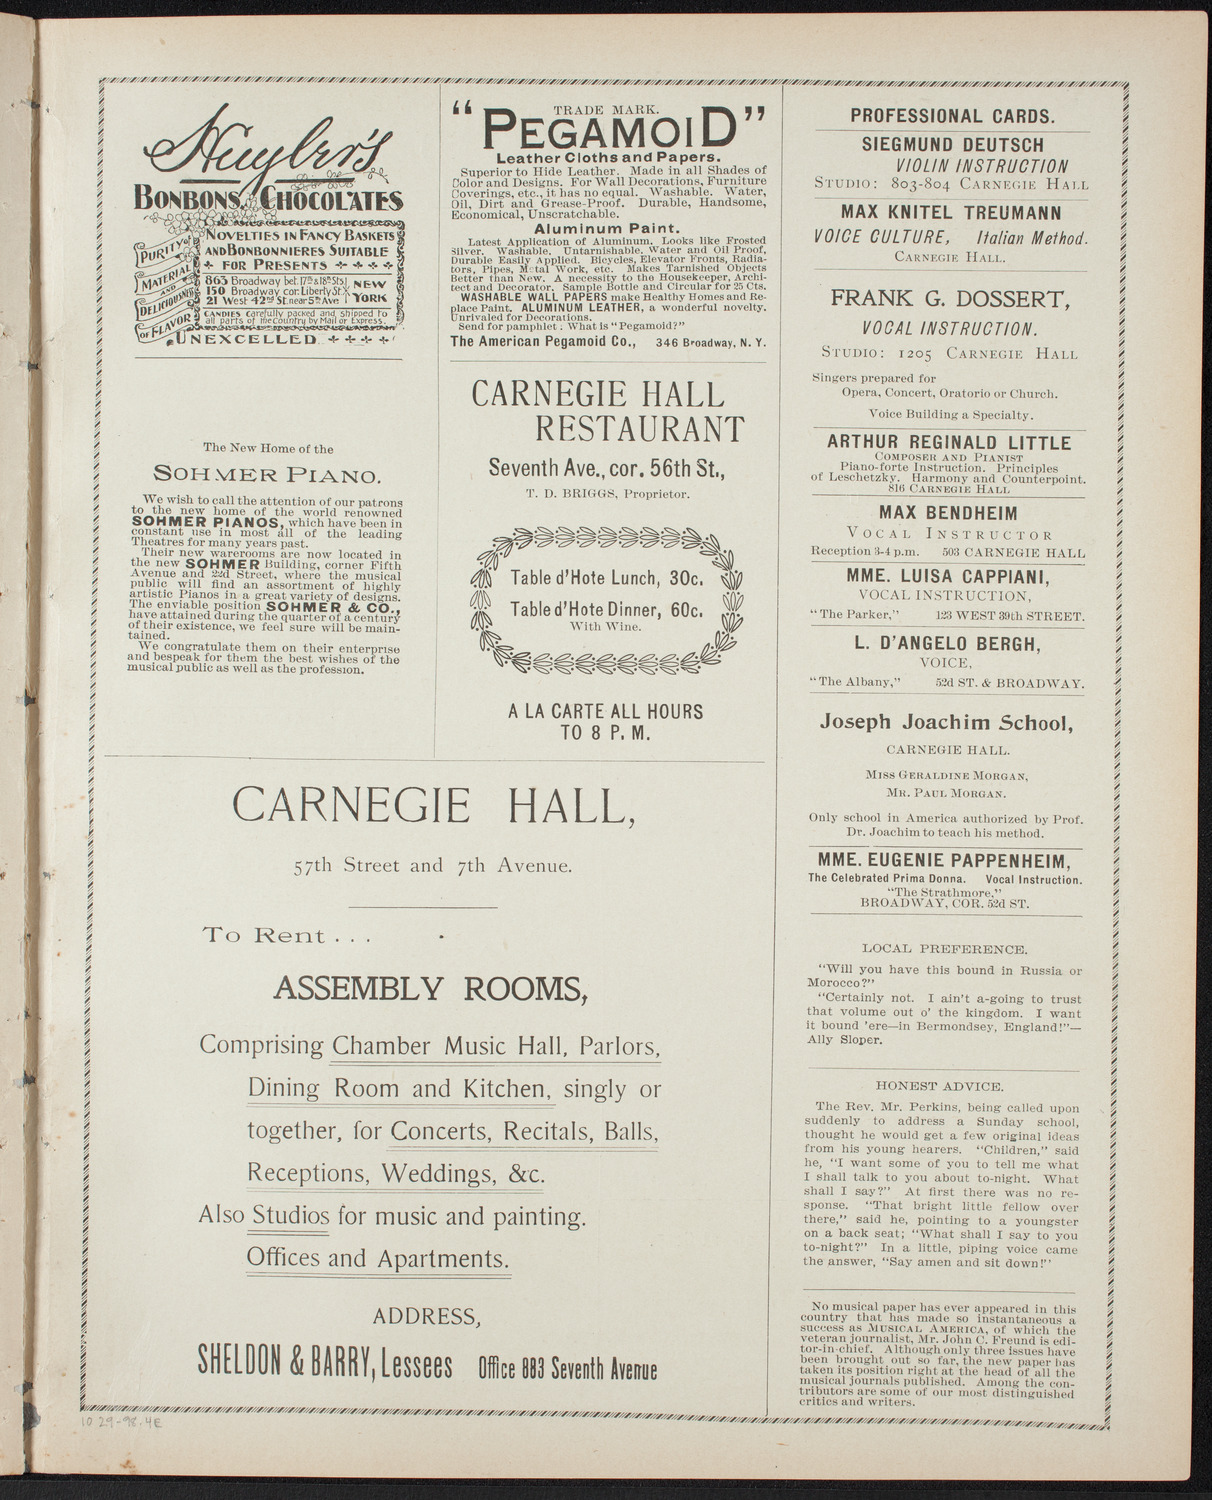 Huyler's
BONBONS, CHOCOLATES
NOVELTIES IN FANCY BASKETS
AND BONBONNIERES SUITABLE
FOR PRESENTS
PURITY of
MATERIAL
AND
DELICIOUSNESS
of FLAVOR
863 Broadway bet. 17th & 18th Sts.
150 Broadway cor. Liberty St.
21 West 42nd St. near 5th Ave
NEW
YORK
CANDIES carefully packed and shipped to
all parts of the Country by Mail or Express.
UNEXCELLED
The New Home of the
SOHMER PIANO.
We wish to call the attention of our patrons
to the new home of the world renowned
SOHMER PIANOS, which have been in
constant use in most all of the leading
Theatres for many years past.
Their new warerooms are now located in
the new SOHMER Building, corner Fifth
Avenue and 22d Street, where the musical
public will find an assortment of highly
artistic Pianos in a great variety of designs.
The enviable position SOHMER & CO.,
have attained during the quarter of a century
of their existence, we feel sure will be main-
tained.
We congratulate them on their enterprise
and bespeak for them the best wishes of the
musical public as well as the profession.
TRADE MARK.
"PEGAMOID"
Leather Cloths and Papers.
Superior to Hide Leather. Made in all Shades of
Color and Designs. For Wall Decorations, Furniture
Coverings, etc., it has no equal. Washable. Water,
Oil, Dirt and Grease-Proof. Durable, Handsome,
Economical, Unscratchable.
Aluminum Paint.
Latest Application of Aluminum. Looks like Frosted
Silver. Washable. Untarnishable. Water and Oil Proof,
Durable Easily Applied. Bicycles, Elevator Fronts, Radia-
tors, Pipes, Metal Work, etc. Makes Tarnished Objects
Better than New. A necessity to the Housekeeper, Archi-
tect and Decorator. Sample Bottle and Circular for 25 Cts.
WASHABLE WALL PAPERS make Healthy Homes and Re-
place Paint. ALUMINUM LEATHER, a wonderful novelty.
Unrivaled for Decorations.
Send for pamphlet. What is "Pegamoid?"
The American Pegamoid Co., 346 Broadway, N. Y.
CARNEGIE HALL
RESTAURANT
Seventh Ave., cor. 56th St.,
T. D. BRIGGS, Proprietor.
Table d'Hote Lunch, 30c.
Table d'Hote Dinner, 60c.
With Wine.
A LA CARTE ALL HOURS
TO 8 P. M.
CARNEGIE HALL,
57th Street and 7th Avenue.
To Rent . . .
ASSEMBLY ROOMS,
Comprising Chamber Music Hall, Parlors,
Dining Room and Kitchen, singly or
together, for Concerts, Recitals, Balls,
Receptions, Weddings, &c.
Also Studios for music and painting.
Offices and Apartments.
ADDRESS,
SHELDON & BARRY, Lessees Office 883 Seventh Avenue
PROFESSIONAL CARDS.
SIEGMUND DEUTSCH
VIOLIN INSTRUCTION
STUDIO: 803-804 CARNEGIE HALL
MAX KNITEL TREUMANN
VOICE CULTURE, Italian Method.
CARNEGIE HALL.
FRANK G. DOSSERT,
VOCAL INSTRUCTION.
STUDIO: 1205 CARNEGIE HALL
Singers prepared for
Opera, Concert, Oratorio or Church.
Voice Building a Specialty.
ARTHUR REGINALD LITTLE
COMPOSER AND PIANIST
Piano-forte Instruction. Principles
of Leschetzky. Harmony and Counterpoint.
816 CARNEGIE HALL
MAX BENDHEIM
VOCAL INSTRUCTOR
Reception 3-4 p.m. 503 CARNEGIE HALL
MME. LUISA CAPPIANI,
VOCAL INSTRUCTION,
"The Parker," 123 WEST 39th STREET.
L. D'ANGELO BERGH,
VOICE,
"The Albany," 52d ST. & BROADWAY.
Joseph Joachim School,
CARNEGIE HALL.
MISS GERALDINE MORGAN,
MR. PAUL MORGAN.
Only school in America authorized by Prof.
Dr. Joachim to teach his method.
MME. EUGENIE PAPPENHEIM,
The Celebrated Prima Donna. Vocal Instruction.
"The Strathmore,"
BROADWAY, COR. 52d ST.
LOCAL PREFERENCE.
"Will you have this bound in Russia or
Morocco?"
"Certainly not. I ain't a-going to trust
that volume out o' the kingdom. I want
it bound 'ere—in Bermondsey, England!"—
Ally Sloper.
HONEST ADVICE.
The Rev. Mr. Perkins, being called upon
suddenly to address a Sunday school,
thought he would get a few original ideas
from his young hearers. "Children," said
he, "I want some of you to tell me what
I shall talk to you about to-night. What
shall I say?" At first there was no re-
sponse. "That bright little fellow over
there," said he, pointing to a youngster
on a back seat; "What shall I say to you
to-night?" In a little, piping voice came
the answer, "Say amen and sit down!"
No musical paper has ever appeared in this
country that has made so instantaneous a
success as MUSICAL AMERICA, of which the
veteran journalist, Mr. John C. Freund is edi-
tor-in-chief. Although only three issues have
been brought out so far, the new paper has
taken its position right at the head of all the
musical journals published. Among the con-
tributors are some of our most distinguished
critics and writers.
10 29-98-4E